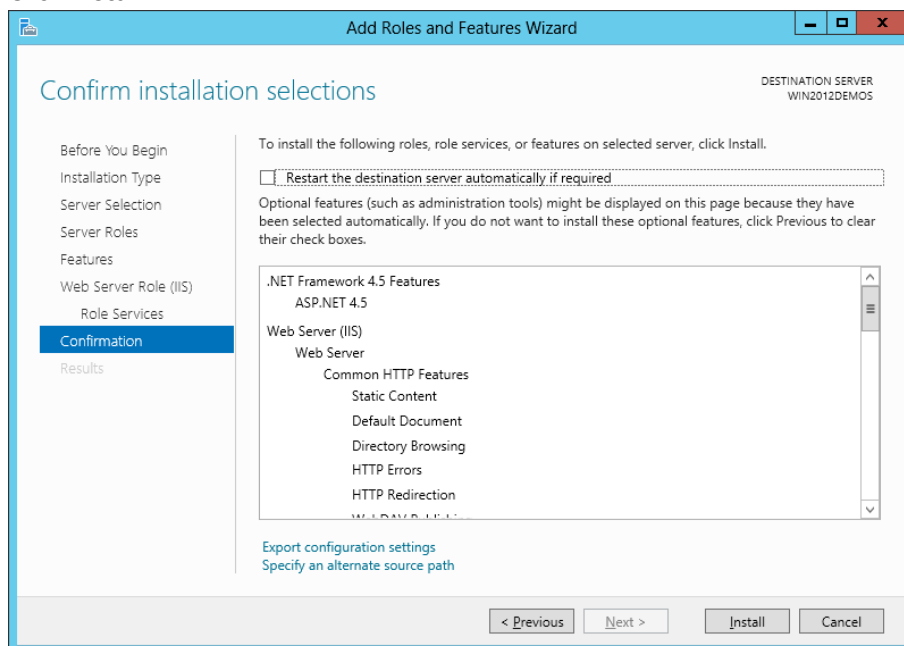 Add Roles and Features Wizard
x
Confirm installation selections
DESTINATION SERVER
WIN2012DEMOS
Before You Begin
Installation Type
Server Selection
Server Roles
Features
Web Server Role (IIS)
Role Services
Confirmation
Results
To install the following roles, role services, or features on selected server, click Install.
Restart the destination server automatically if required
Optional features (such as administration tools) might be displayed on this page because they have
been selected automatically. If you do not want to install these optional features, click Previous to clear
their check boxes.
.NET Framework 4.5 Features
ASP.NET 4.5
Web Server (IIS)
Web Server
Common HTTP Features
Static Content
Default Document
Directory Browsing
HTTP Errors
HTTP Redirection
Export configuration settings
Specify an alternate source path
< Previous
Next >
Install
Cancel